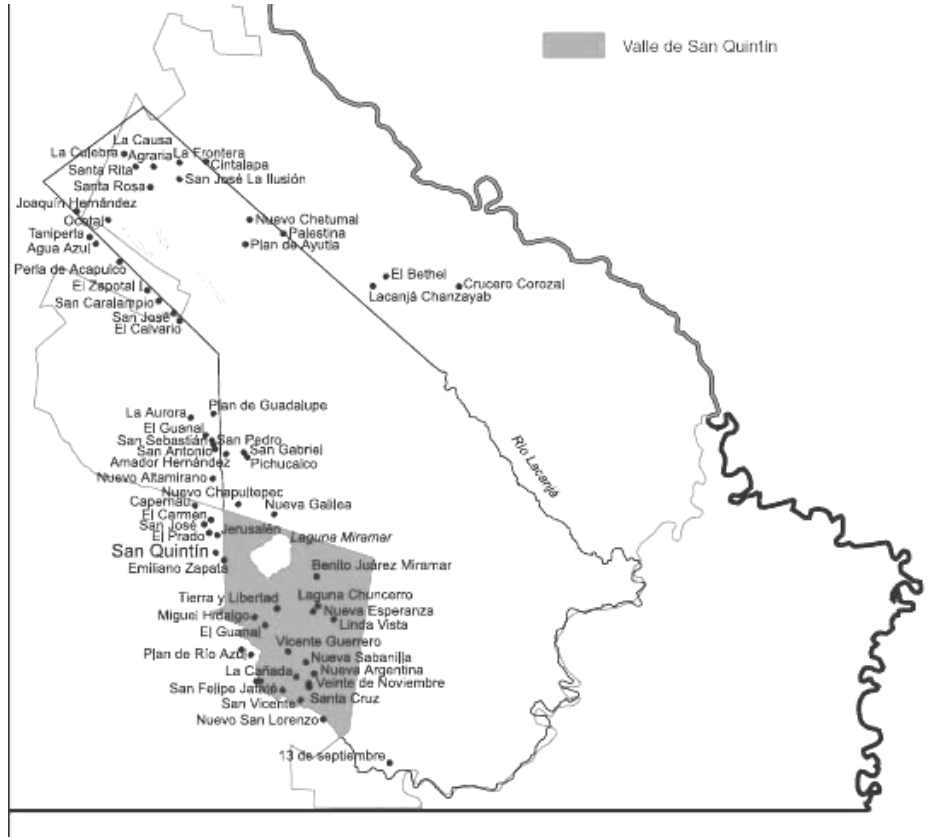 Valle de San Quintín
La Causa
Agraria
La Culebra
La Frontera
Cintalapa
Santa Rita
San José La Ilusión
Santa Rosa
Joaquín Hernández
Ocotal
Nuevo Chetumal
Taniperla
Palestina
Agua Azul
Plan de Ayutla
Perla de Acapulco
El Bethel
El Zapotal I
Lacanjá Chanzayab
Crucero Corozal
San Caralampio
San José
El Calvario
Plan de Guadalupe
La Aurora
El Guanal
San Sebastián
San Pedro
San Antonio
San Gabriel
Amador Hernández
Pichucalco
Río Lacanjá
Nuevo Altamirano
Nuevo Chapultepec
Capernau
Nueva Galilea
El Carmen
San José
Jerusalén
El Prado
Laguna Miramar
San Quintín
Emiliano Zapata
Benito Juárez Miramar
Tierra y Libertad
Laguna Chuncerro
Miguel Hidalgo
Nueva Esperanza
Linda Vista
El Guanal
Vicente Guerrero
Plan de Río Azul
Nueva Sabanilla
La Cañada
Nueva Argentina
San Felipe Jataté
Veinte de Noviembre
San Vicente
Santa Cruz
Nuevo San Lorenzo
13 de septiembre